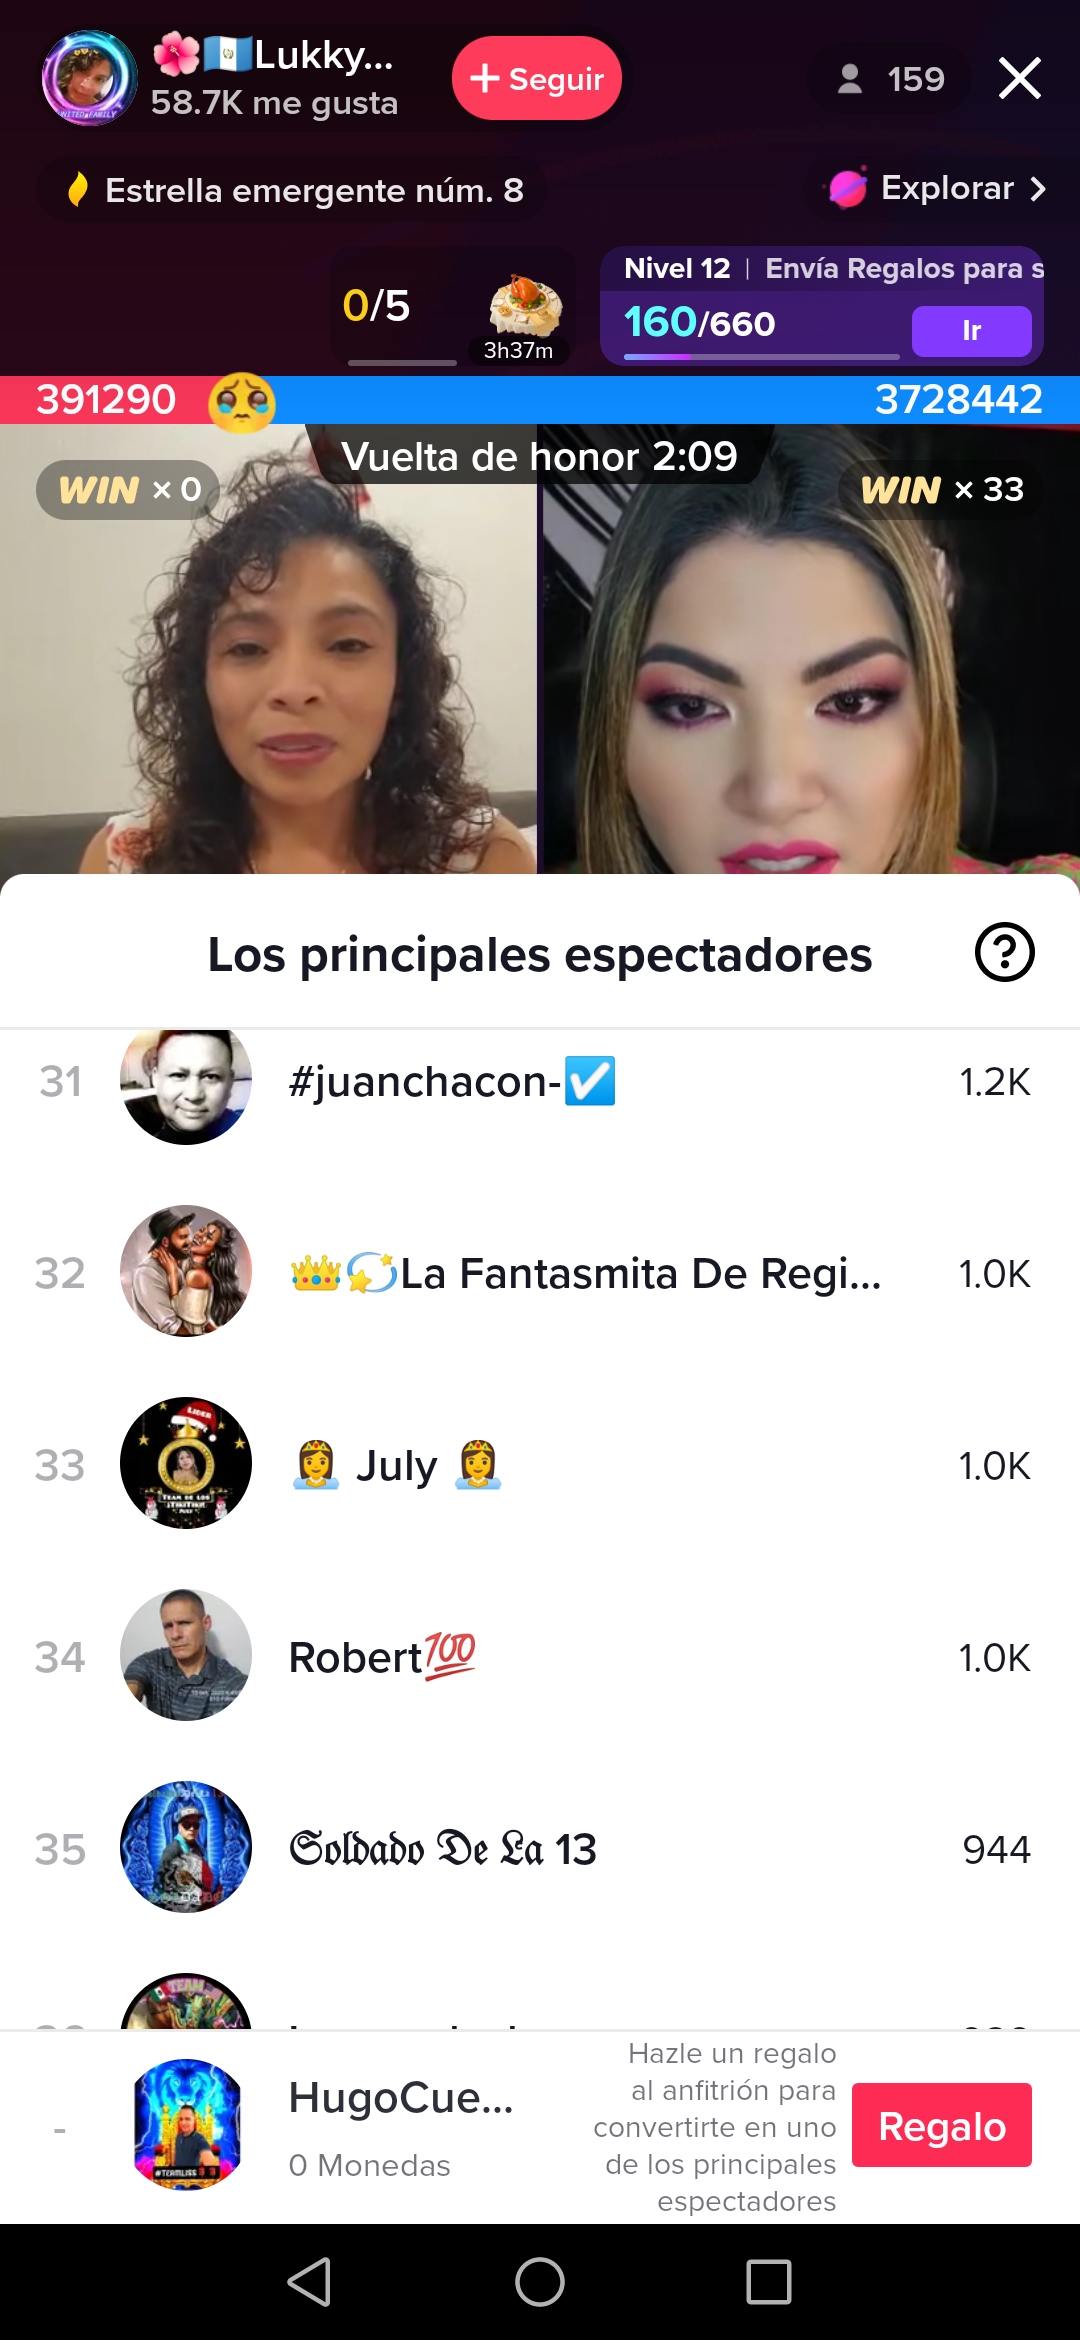 🌺🇬🇹Lukky...
58.7K me gusta
+ Seguir
159
Estrella emergente núm. 8
Explorar
0/5
3h37m
Nivel 12 | Envía Regalos para s
160/660
Ir
391290
3728442
Vuelta de honor 2:09
WIN × 0
WIN × 33
Los principales espectadores
31 #juanchacon-☑️ 1.2K
32 👑💫La Fantasmita De Regi... 1.0K
33 👸 July 👸 1.0K
34 Robert💯 1.0K
35 𝕾𝖔𝖑𝖉𝖆𝖉𝖔 𝕯𝖊 𝕷𝖆 13 944
TEAM
- HugoCue...
0 Monedas
#TEAMLISS
Hazle un regalo
al anfitrión para
convertirte en uno
de los principales
espectadores
Regalo